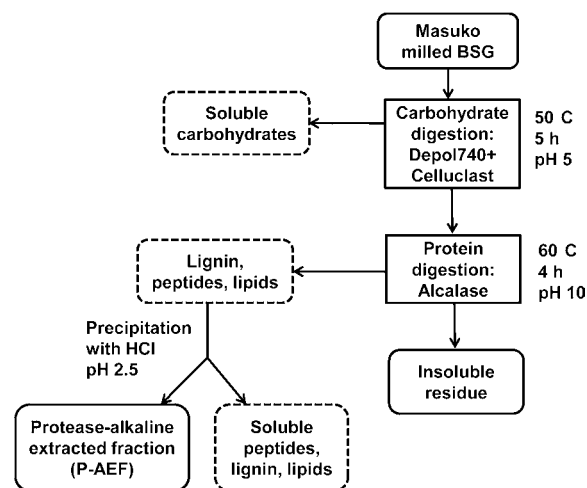 Masuko
milled BSG
Soluble
carbohydrates
Carbohydrate
digestion:
Depol740+
Celluclast
50 C
5 h
pH 5
Lignin,
peptides, lipids
Protein
digestion:
Alcalase
60 C
4 h
pH 10
Precipitation
with HCl
pH 2.5
Insoluble
residue
Protease-alkaline
extracted fraction
(P-AEF)
Soluble
peptides,
lignin, lipids